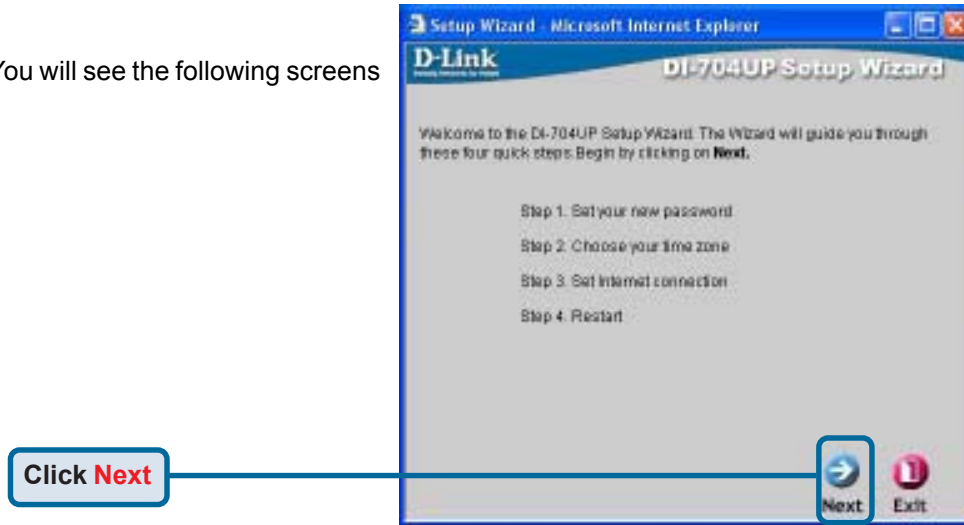 Setup Wizard - Microsoft Internet Explorer
You will see the following screens
D-Link
DI-704UP Setup Wizard
Welcome to the DI-704UP Setup Wizard. The Wizard will guide you through
these four quick steps. Begin by clicking on Next.
Step 1. Set your new password
Step 2. Choose your time zone
Step 3. Set Internet connection
Step 4. Restart
Click Next
Next
Exit